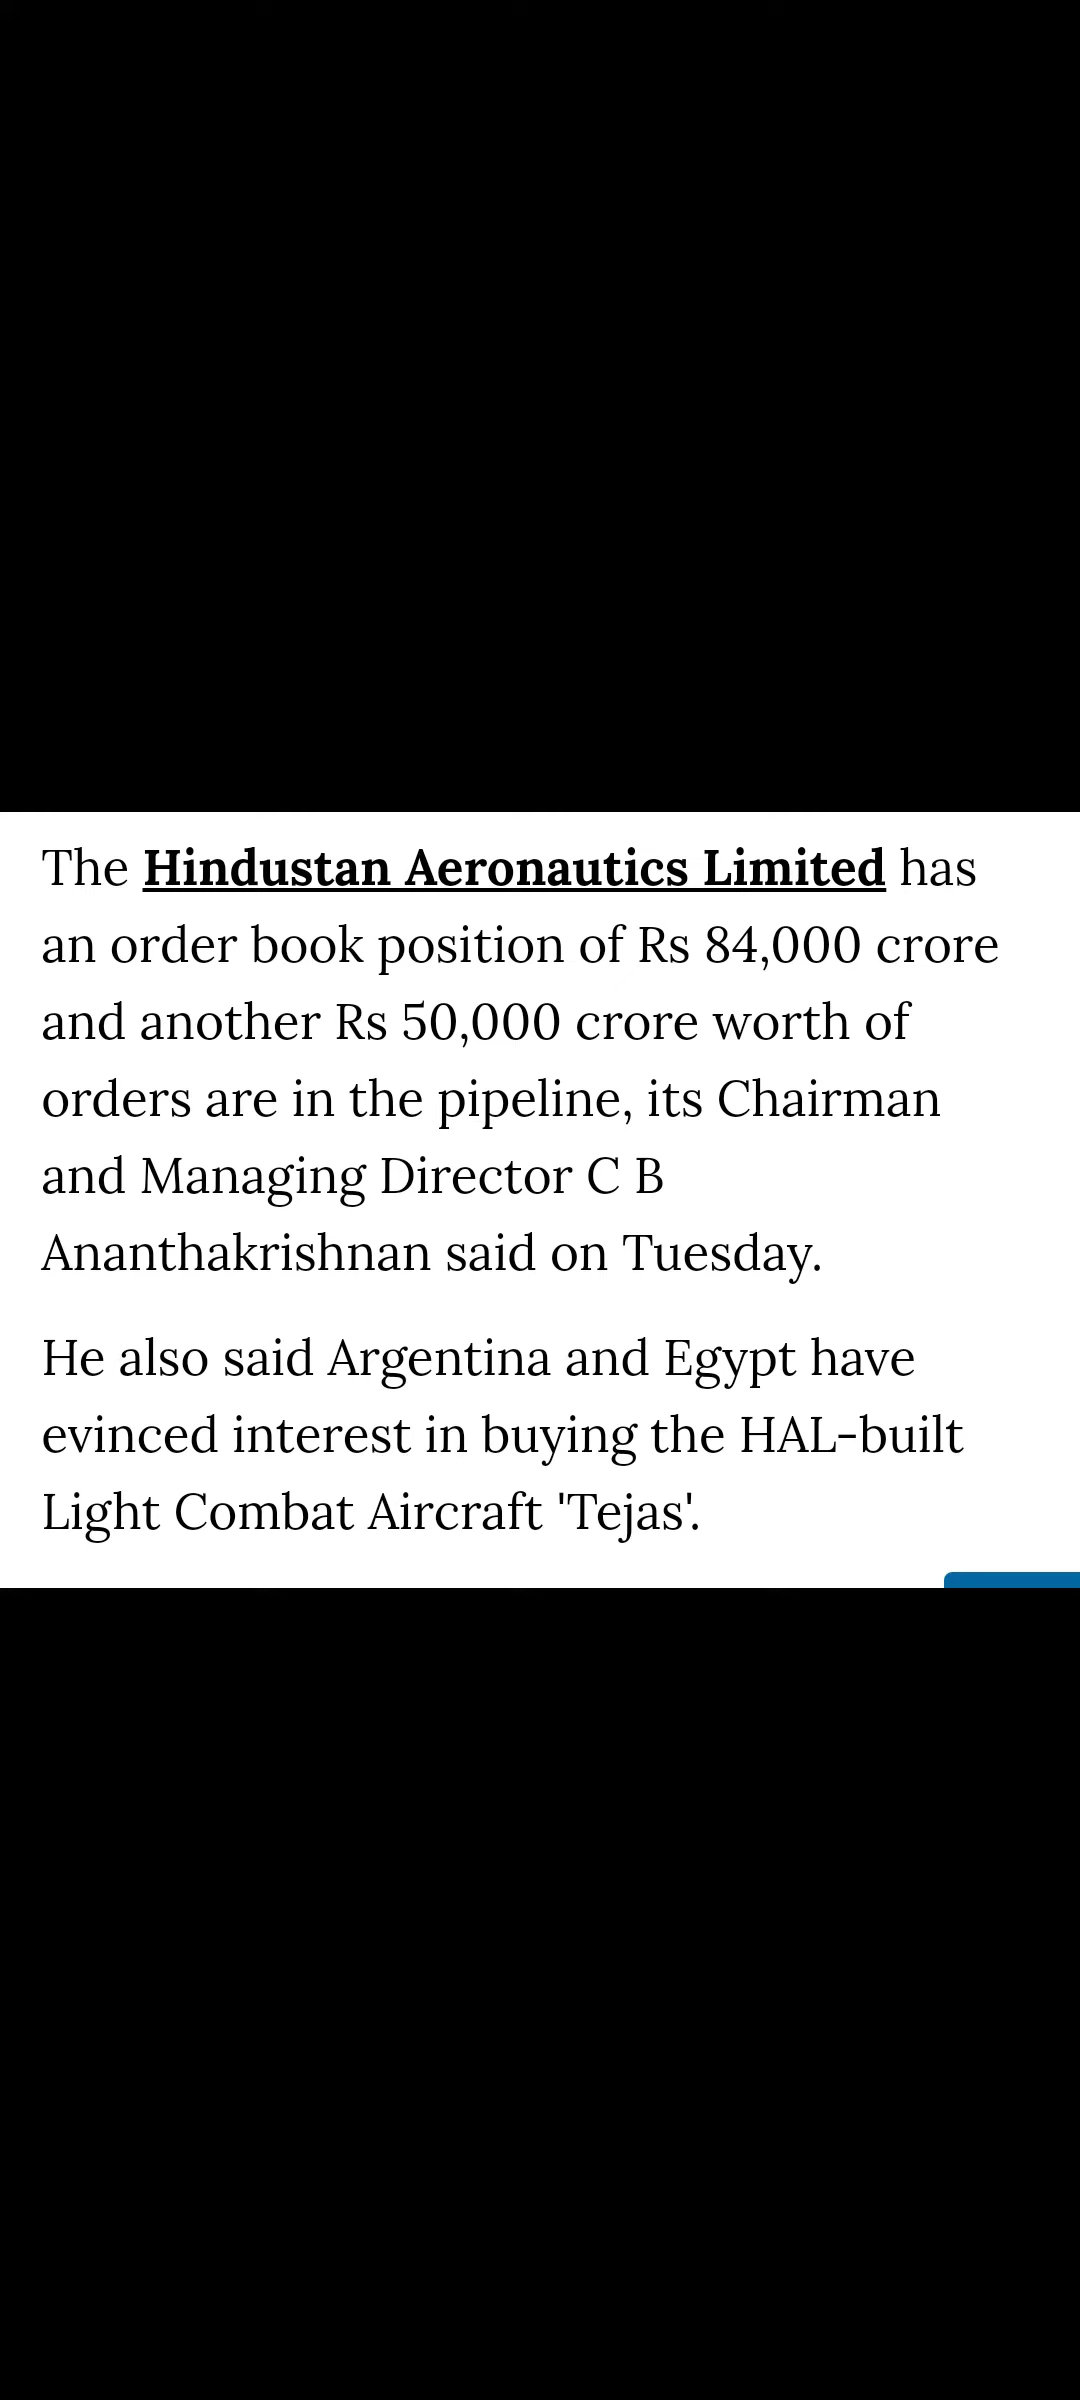 The Hindustan Aeronautics Limited has
an order book position of Rs 84,000 crore
and another Rs 50,000 crore worth of
orders are in the pipeline, its Chairman
and Managing Director C B
Ananthakrishnan said on Tuesday.
He also said Argentina and Egypt have
evinced interest in buying the HAL-built
Light Combat Aircraft 'Tejas'.